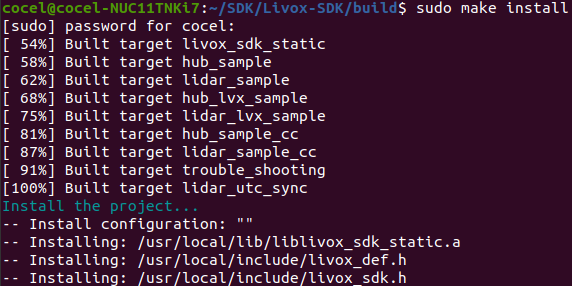 cocel@cocel-NUC11TNKi7:~/SDK/Livox-SDK/build$ sudo make install
[sudo] password for cocel:
[ 54%] Built target livox_sdk_static
[ 58%] Built target hub_sample
[ 62%] Built target lidar_sample
[ 68%] Built target hub_lvx_sample
[ 75%] Built target lidar_lvx_sample
[ 81%] Built target hub_sample_cc
[ 87%] Built target lidar_sample_cc
[ 91%] Built target trouble_shooting
[100%] Built target lidar_utc_sync
Install the project...
-- Install configuration: ""
-- Installing: /usr/local/lib/liblivox_sdk_static.a
-- Installing: /usr/local/include/livox_def.h
-- Installing: /usr/local/include/livox_sdk.h